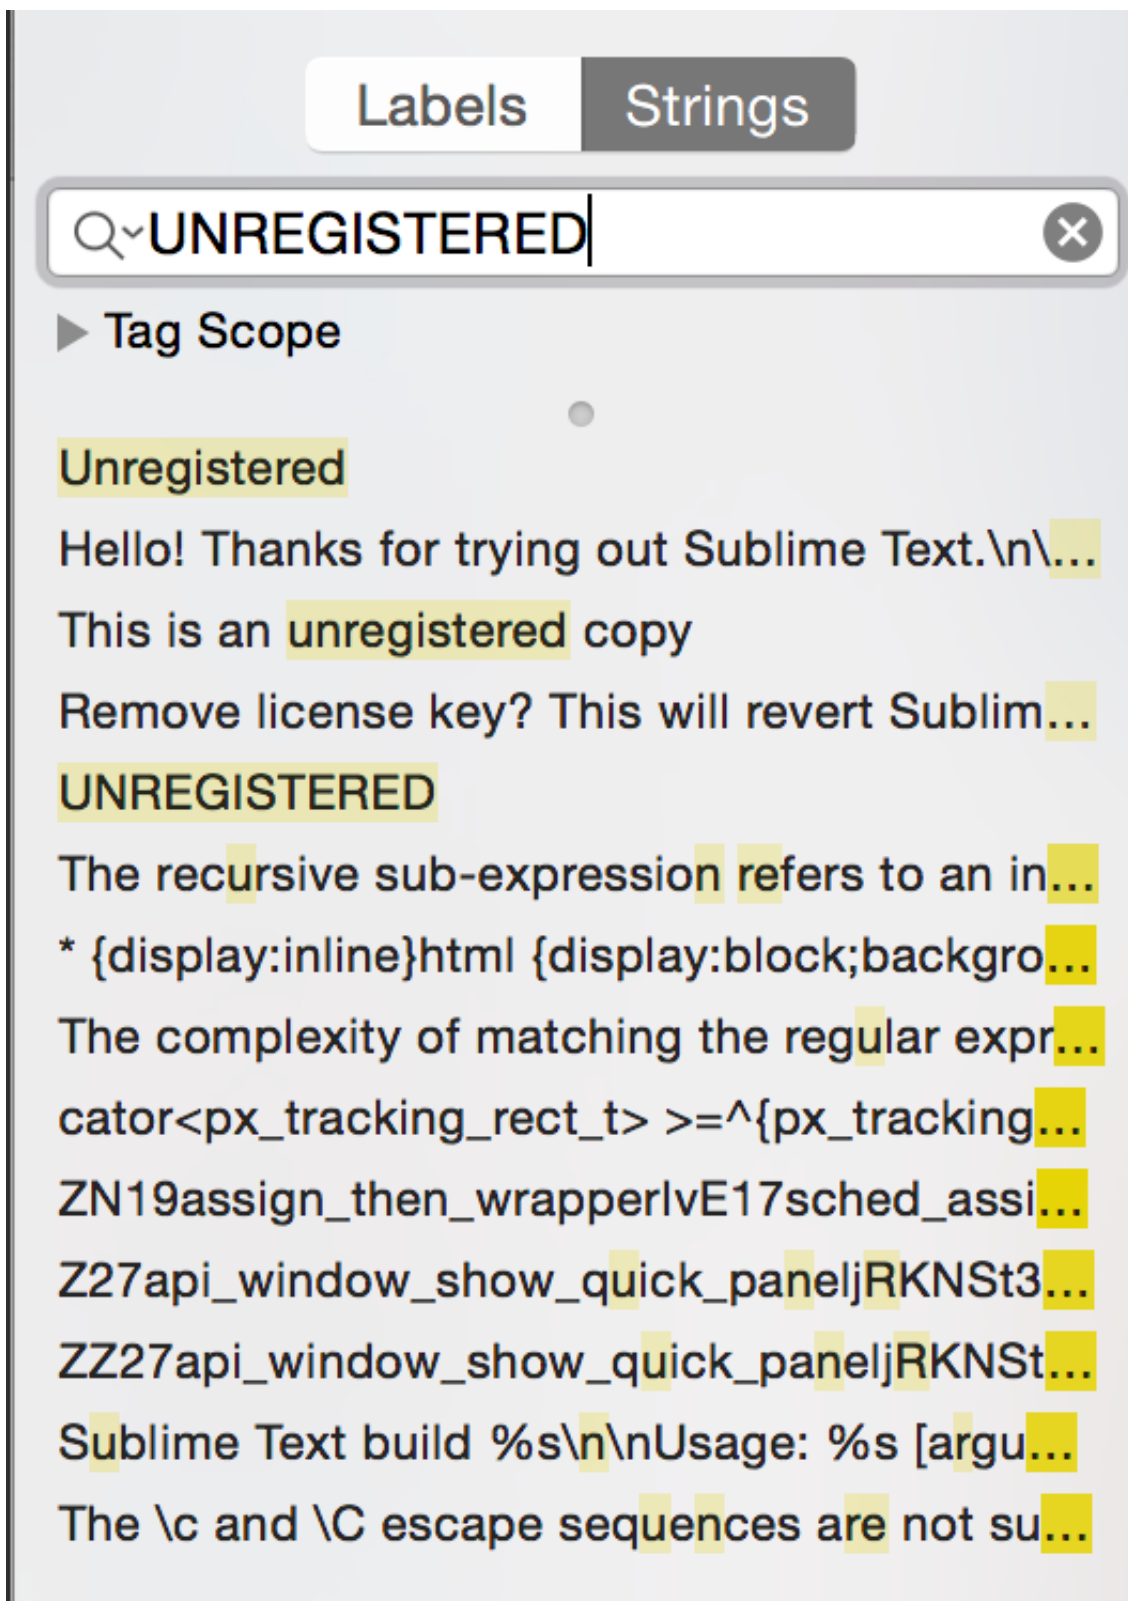 Labels Strings
UNREGISTERED
Tag Scope
Unregistered
Hello! Thanks for trying out Sublime Text.\n\...
This is an unregistered copy
Remove license key? This will revert Sublim...
UNREGISTERED
The recursive sub-expression refers to an in...
* {display:inline}html {display:block;backgro...
The complexity of matching the regular expr...
cator<px_tracking_rect_t> >=^{px_tracking...
ZN19assign_then_wrapperIvE17sched_assi...
Z27api_window_show_quick_paneljRKNSt3...
ZZ27api_window_show_quick_paneljRKNSt...
Sublime Text build %s\n\nUsage: %s [argu...
The \c and \C escape sequences are not su...